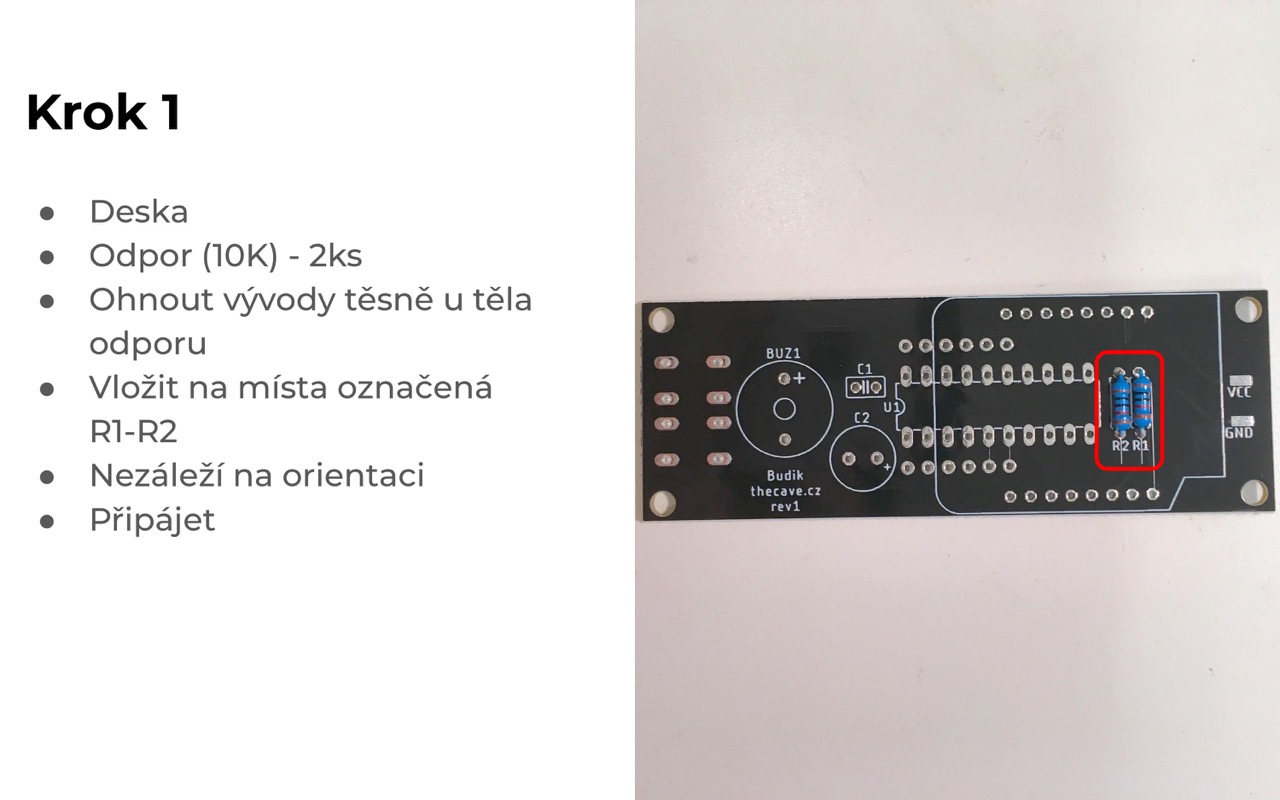 Krok 1
● Deska
● Odpor (10K) - 2ks
● Ohnout vývody těsně u těla
odporu
● Vložit na místa označená
R1-R2
● Nezáleží na orientaci
● Připájet
BUZ1
+
C1
U1
C2
+
R2 R1
VCC
GND
Budik
thecave.cz
rev1